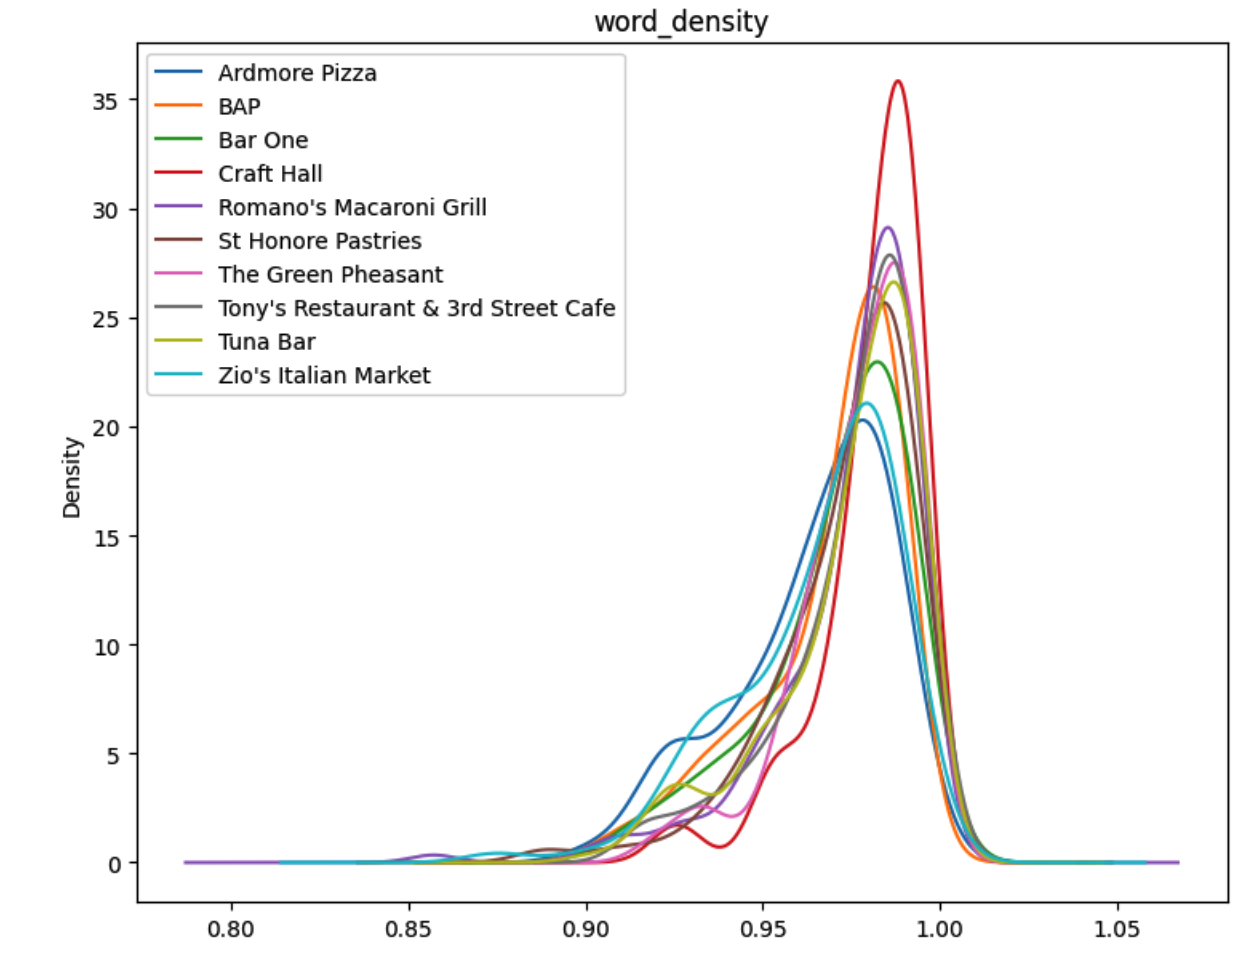 word_density
Ardmore Pizza
BAP
Bar One
Craft Hall
Romano's Macaroni Grill
St Honore Pastries
The Green Pheasant
Tony's Restaurant & 3rd Street Cafe
Tuna Bar
Zio's Italian Market
Density
35
30
25
20
15
10
5
0
0.80 0.85 0.90 0.95 1.00 1.05